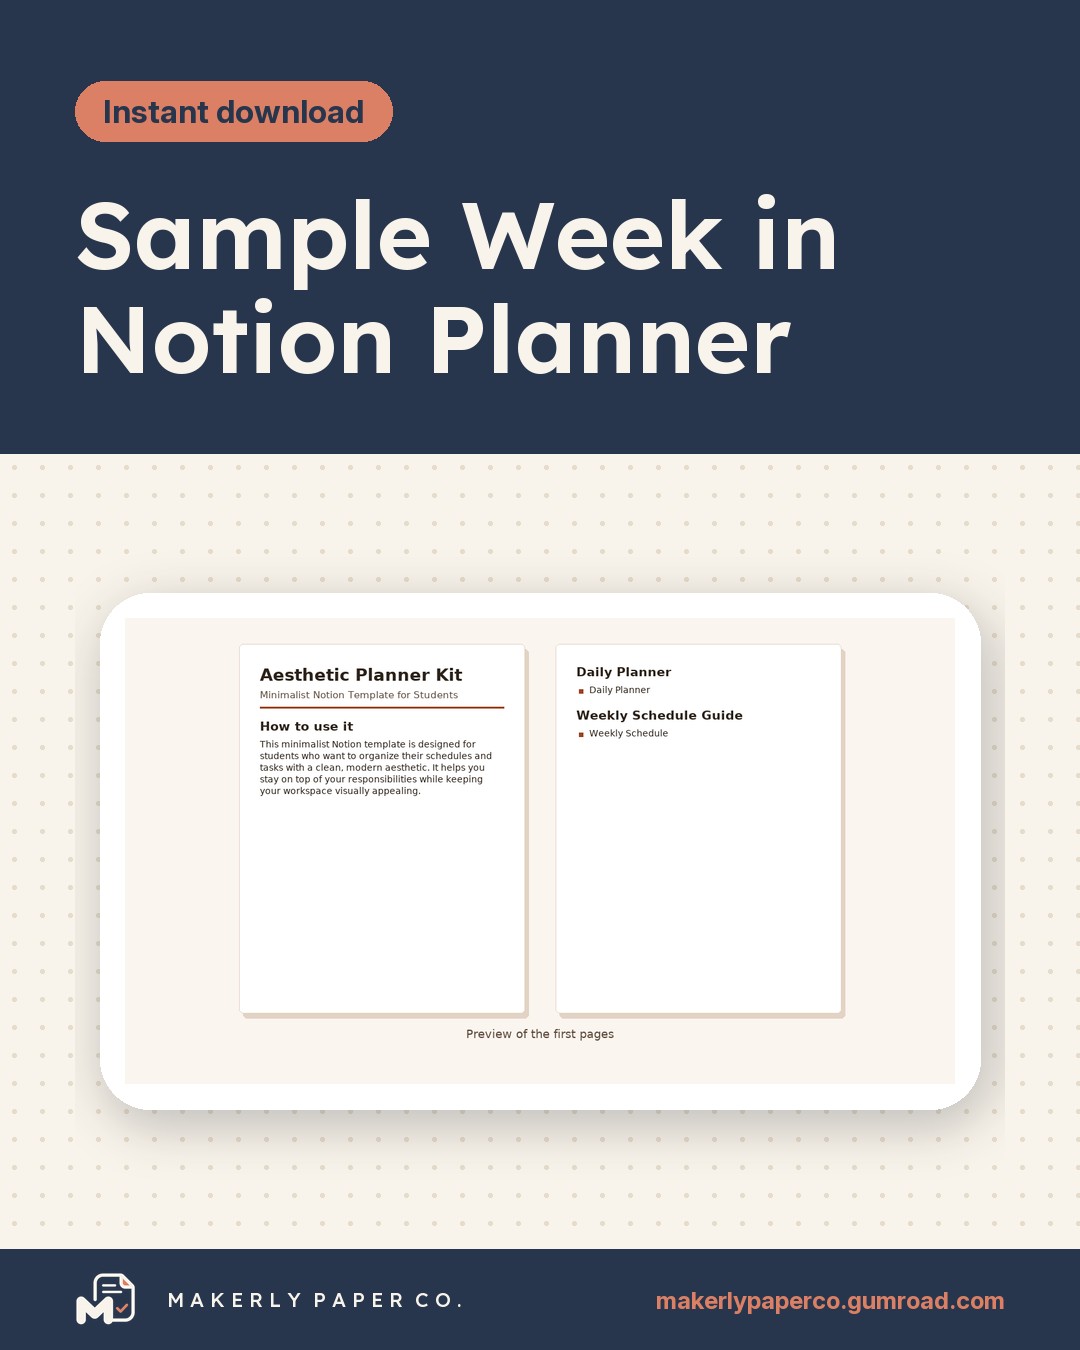 Instant download
Sample Week in
Notion Planner
Aesthetic Planner Kit
Minimalist Notion Template for Students
How to use it
This minimalist Notion template is designed for
students who want to organize their schedules and
tasks with a clean, modern aesthetic. It helps you
stay on top of your responsibilities while keeping
your workspace visually appealing.
Daily Planner
Daily Planner
Weekly Schedule Guide
Weekly Schedule
Preview of the first pages
MAKERLY PAPER CO.
makerlypaperco.gumroad.com